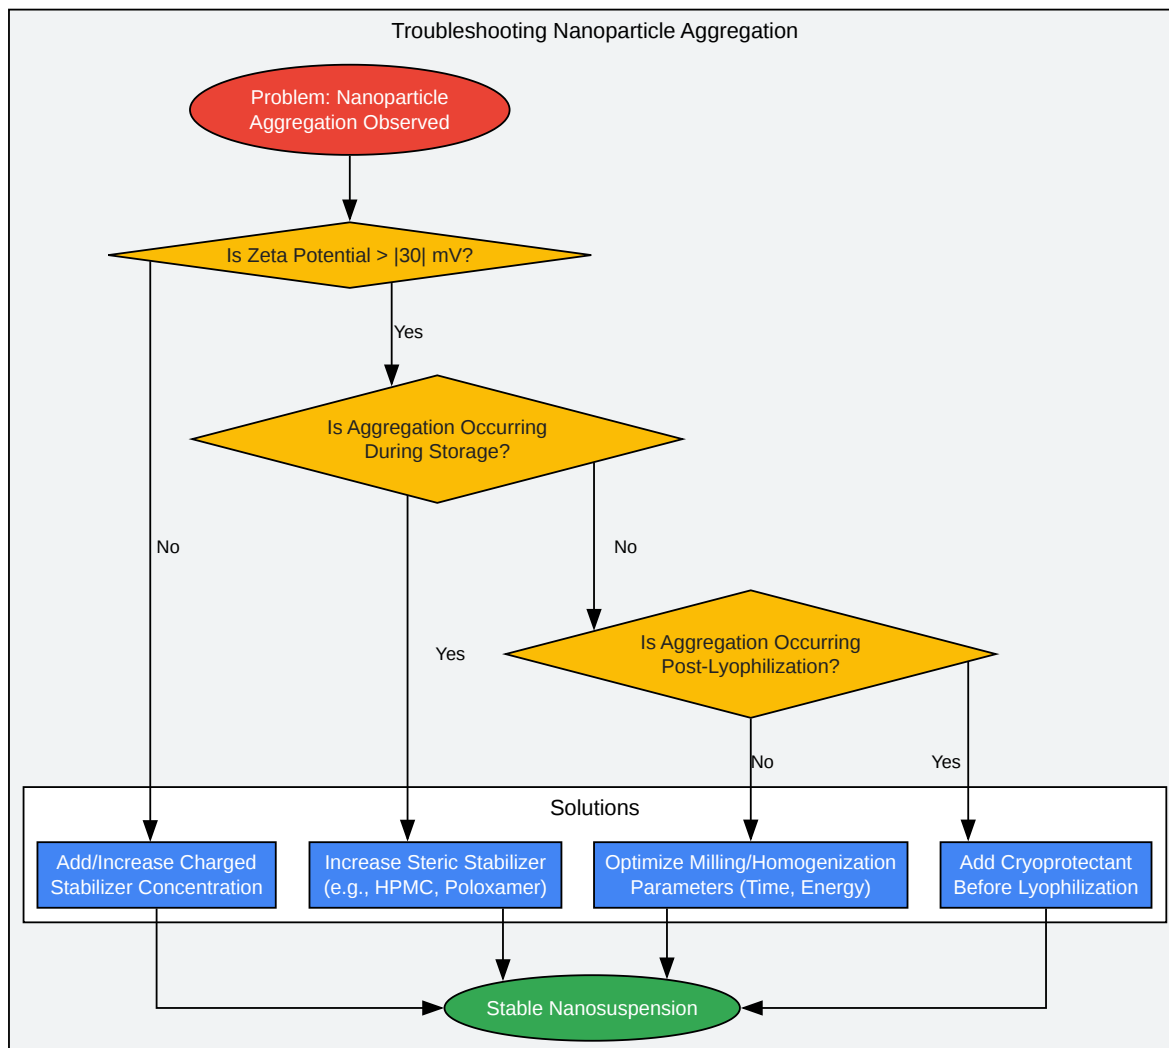 Troubleshooting Nanoparticle Aggregation
Problem: Nanoparticle
Aggregation Observed
Is Zeta Potential > |30| mV?
Yes
Is Aggregation Occurring
During Storage?
No
No
Yes
Is Aggregation Occurring
Post-Lyophilization?
No
Yes
Solutions
Add/Increase Charged
Stabilizer Concentration
Increase Steric Stabilizer
(e.g., HPMC, Poloxamer)
Optimize Milling/Homogenization
Parameters (Time, Energy)
Add Cryoprotectant
Before Lyophilization
Stable Nanosuspension